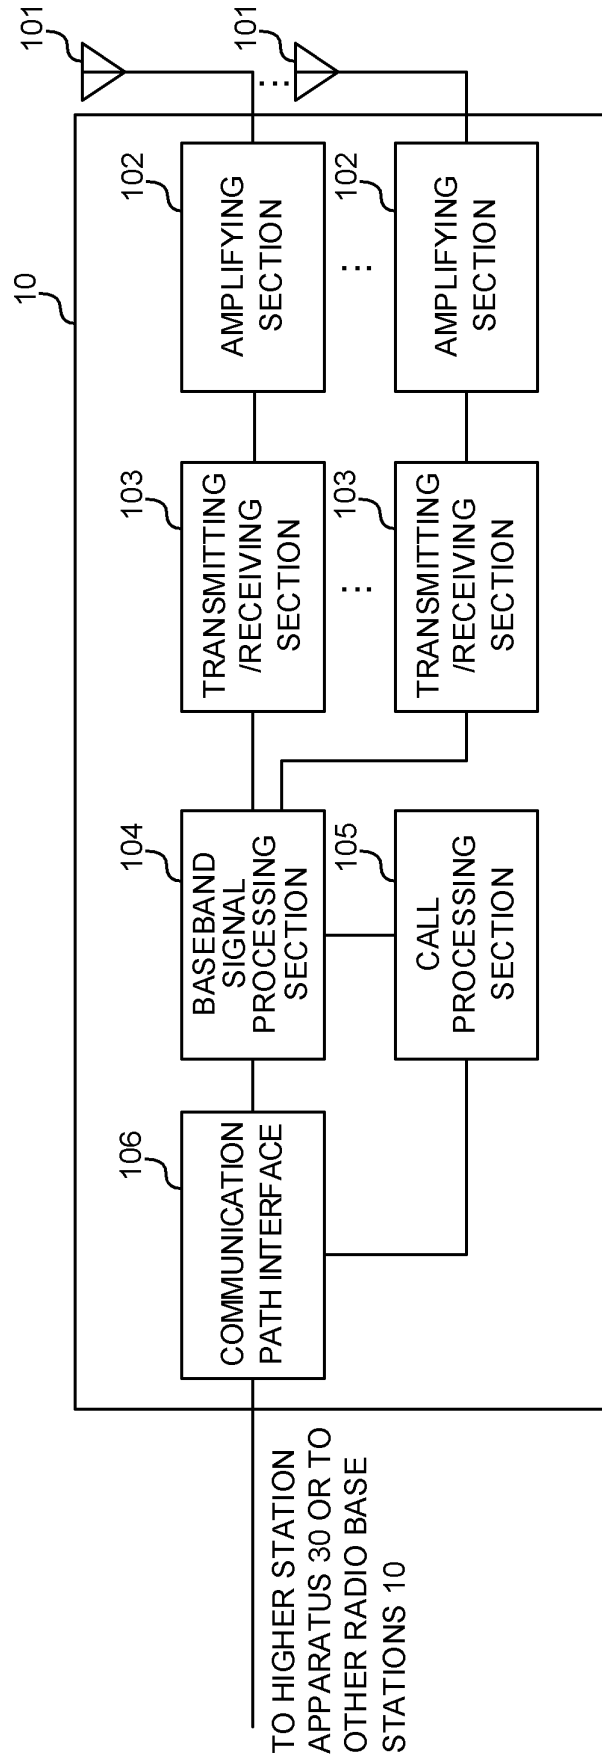 10
101
101
102
AMPLIFYING
SECTION
103
TRANSMITTING
/RECEIVING
SECTION
104
BASEBAND
SIGNAL
PROCESSING
SECTION
106
COMMUNICATION
PATH INTERFACE
...
...
...
102
AMPLIFYING
SECTION
103
TRANSMITTING
/RECEIVING
SECTION
105
CALL
PROCESSING
SECTION
TO HIGHER STATION
APPARATUS 30 OR TO
OTHER RADIO BASE
STATIONS 10